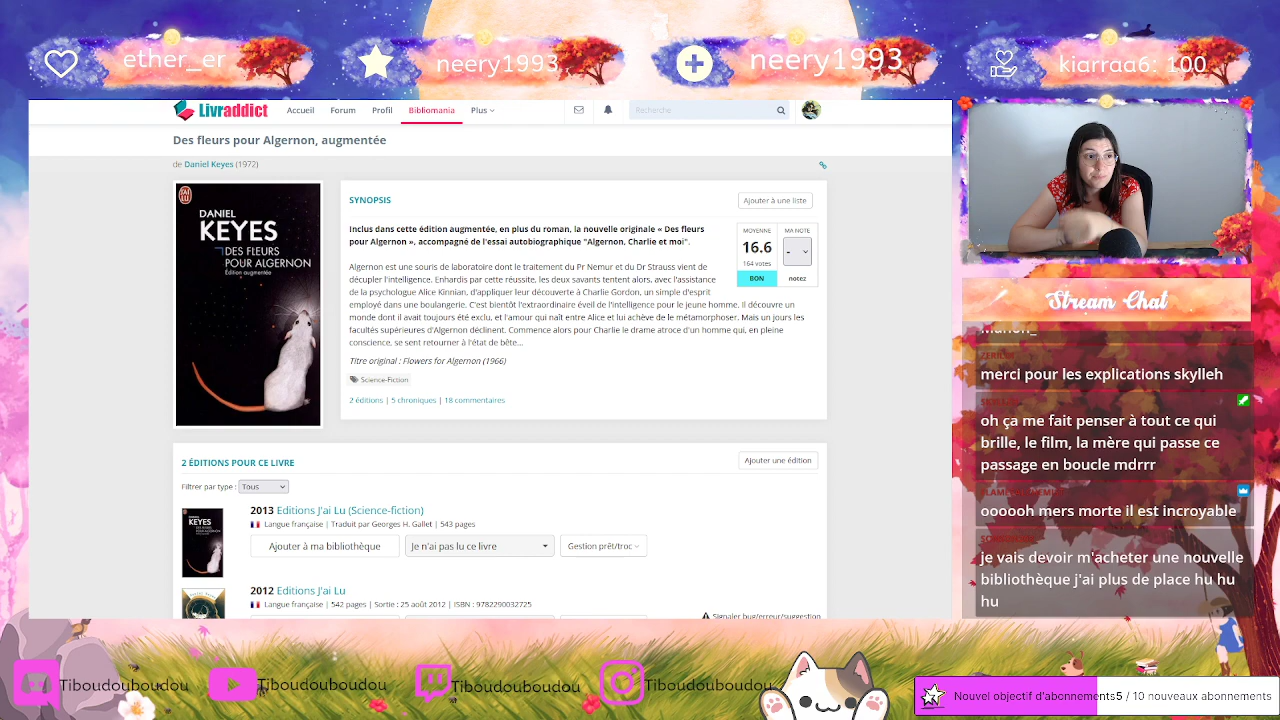 ether_er
neery1993
neery1993
kiarraa6: 100
Livraddict
Accueil
Forum
Profil
Bibliomania
Plus
Recherche
Des fleurs pour Algernon, augmentée
de Daniel Keyes (1972)
J'AI LU
DANIEL
KEYES
DES FLEURS
POUR ALGERNON
Édition augmentée
SYNOPSIS
Ajouter à une liste
Inclus dans cette édition augmentée, en plus du roman, la nouvelle originale « Des fleurs
pour Algernon », accompagnée de l'essai autobiographique "Algernon, Charlie et moi".
MOYENNE
16.6
164 votes
BON
MA NOTE
-
notez
Algernon est une souris de laboratoire dont le traitement du Pr Nemur et du Dr Strauss vient de
décupler l'intelligence. Enhardis par cette réussite, les deux savants tentent alors, avec l'assistance
de la psychologue Alice Kinnian, d'appliquer leur découverte à Charlie Gordon, un simple d'esprit
employé dans une boulangerie. C'est bientôt l'extraordinaire éveil de l'intelligence pour le jeune homme. Il découvre un
monde dont il avait toujours été exclu, et l'amour qui naît entre Alice et lui achève de le métamorphoser. Mais un jours les
facultés supérieures d'Algernon déclinent. Commence alors pour Charlie le drame atroce d'un homme qui, en pleine
conscience, se sent retourner à l'état de bête...
Titre original : Flowers for Algernon (1966)
Science-Fiction
2 éditions | 5 chroniques | 18 commentaires
2 ÉDITIONS POUR CE LIVRE
Ajouter une édition
Filtrer par type : Tous
KEYES
2013 Editions J'ai Lu (Science-fiction)
Langue française | Traduit par Georges H. Gallet | 543 pages
Ajouter à ma bibliothèque
Je n'ai pas lu ce livre
Gestion prêt/troc
2012 Editions J'ai Lu
Langue française | 542 pages | Sortie : 25 août 2012 | ISBN : 9782290032725
Signaler bug/erreur/suggestion
Stream Chat
merci pour les explications skylleh
oh ça me fait penser à tout ce qui
brille, le film, la mère qui passe ce
passage en boucle mdrrr
oooooh mers morte il est incroyable
je vais devoir m'acheter une nouvelle
bibliothèque j'ai plus de place hu hu
hu
Tiboudouboudou
Tiboudouboudou
Tiboudouboudou
Tiboudouboudou
Nouvel objectif d'abonnements 5 / 10 nouveaux abonnements